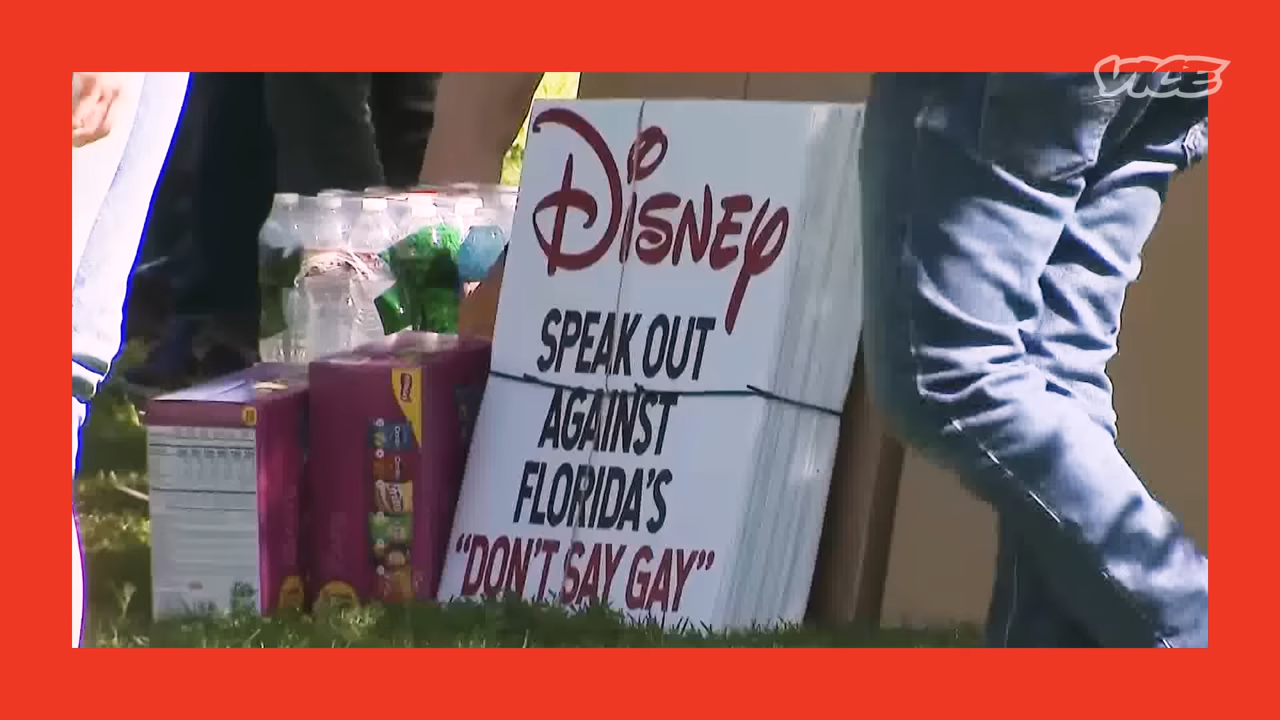 VICE
DISNEY
SPEAK OUT
AGAINST
FLORIDA'S
"DON'T SAY GAY"